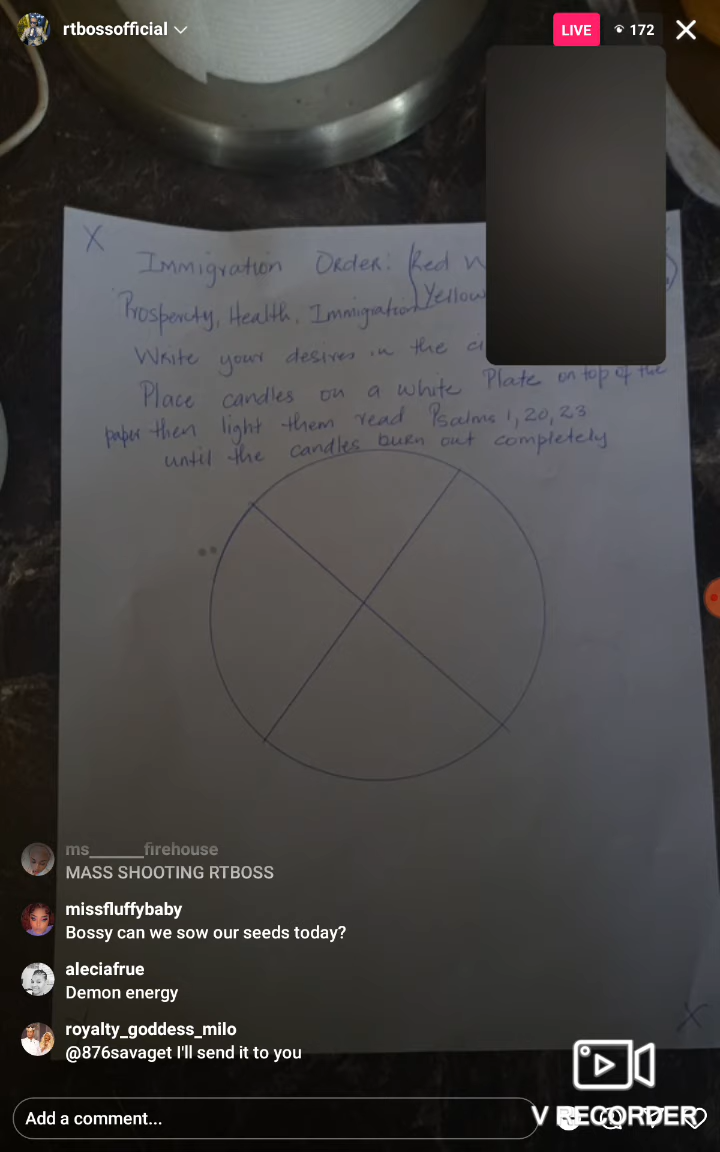 rtbossofficial
LIVE
172
X
Immigration Order: (Red
Prosperity, Health, Immigration Yellow
Write your desires in the
Place candles on a white Plate on top of the
paper then light them read Psalms 1, 20, 23
until the candles burn out completely
X
ms______firehouse
MASS SHOOTING RTBOSS
missfluffybaby
Bossy can we sow our seeds today?
aleciafrue
Demon energy
royalty_goddess_milo
@876savaget I'll send it to you
Add a comment...
V RECORDER